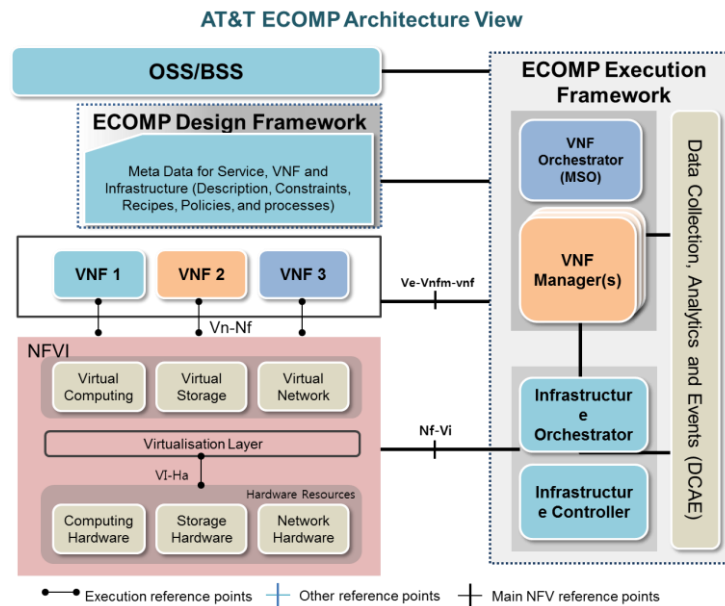 AT&T ECOMP Architecture View
OSS/BSS
ECOMP Design Framework
Meta Data for Service, VNF and
Infrastructure (Description, Constraints,
Recipes, Policies, and processes)
VNF 1
VNF 2
VNF 3
Vn-Nf
NFVI
Virtual
Computing
Virtual
Storage
Virtual
Network
Virtualisation Layer
VI-Ha
Hardware Resources
Computing
Hardware
Storage
Hardware
Network
Hardware
Ve-Vnfm-vnf
Nf-Vi
ECOMP Execution
Framework
VNF
Orchestrator
(MSO)
VNF
Manager(s)
Infrastructur
e
Orchestrator
Infrastructur
e Controller
Data Collection, Analytics
and Events (DCAE)
Execution reference points
Other reference points
Main NFV reference points